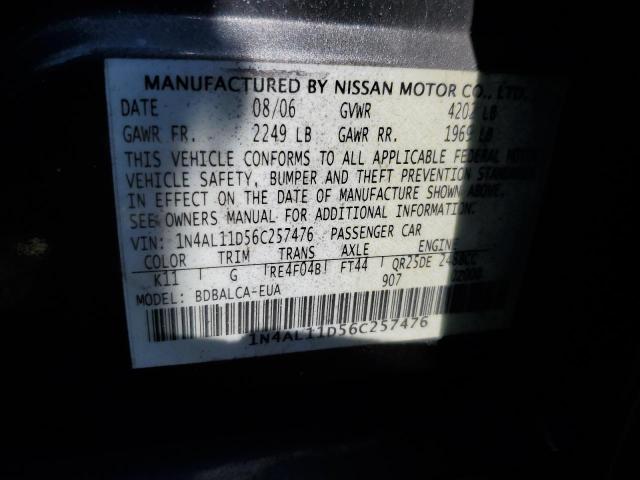 MANUFACTURED BY NISSAN MOTOR CO., LTD.
DATE 08/06 GVWR 4202 LB
GAWR FR. 2249 LB GAWR RR. 1969 LB
THIS VEHICLE CONFORMS TO ALL APPLICABLE FEDERAL MOTOR
VEHICLE SAFETY, BUMPER AND THEFT PREVENTION STANDARDS
IN EFFECT ON THE DATE OF MANUFACTURE SHOWN ABOVE.
SEE OWNERS MANUAL FOR ADDITIONAL INFORMATION
VIN: 1N4AL11D56C257476 PASSENGER CAR
COLOR TRIM TRANS AXLE ENGINE
K11 G RE4F04B FT44 QR25DE 2488CC
MODEL: BDBALCA-EUA 907 02000
1N4AL11D56C257476